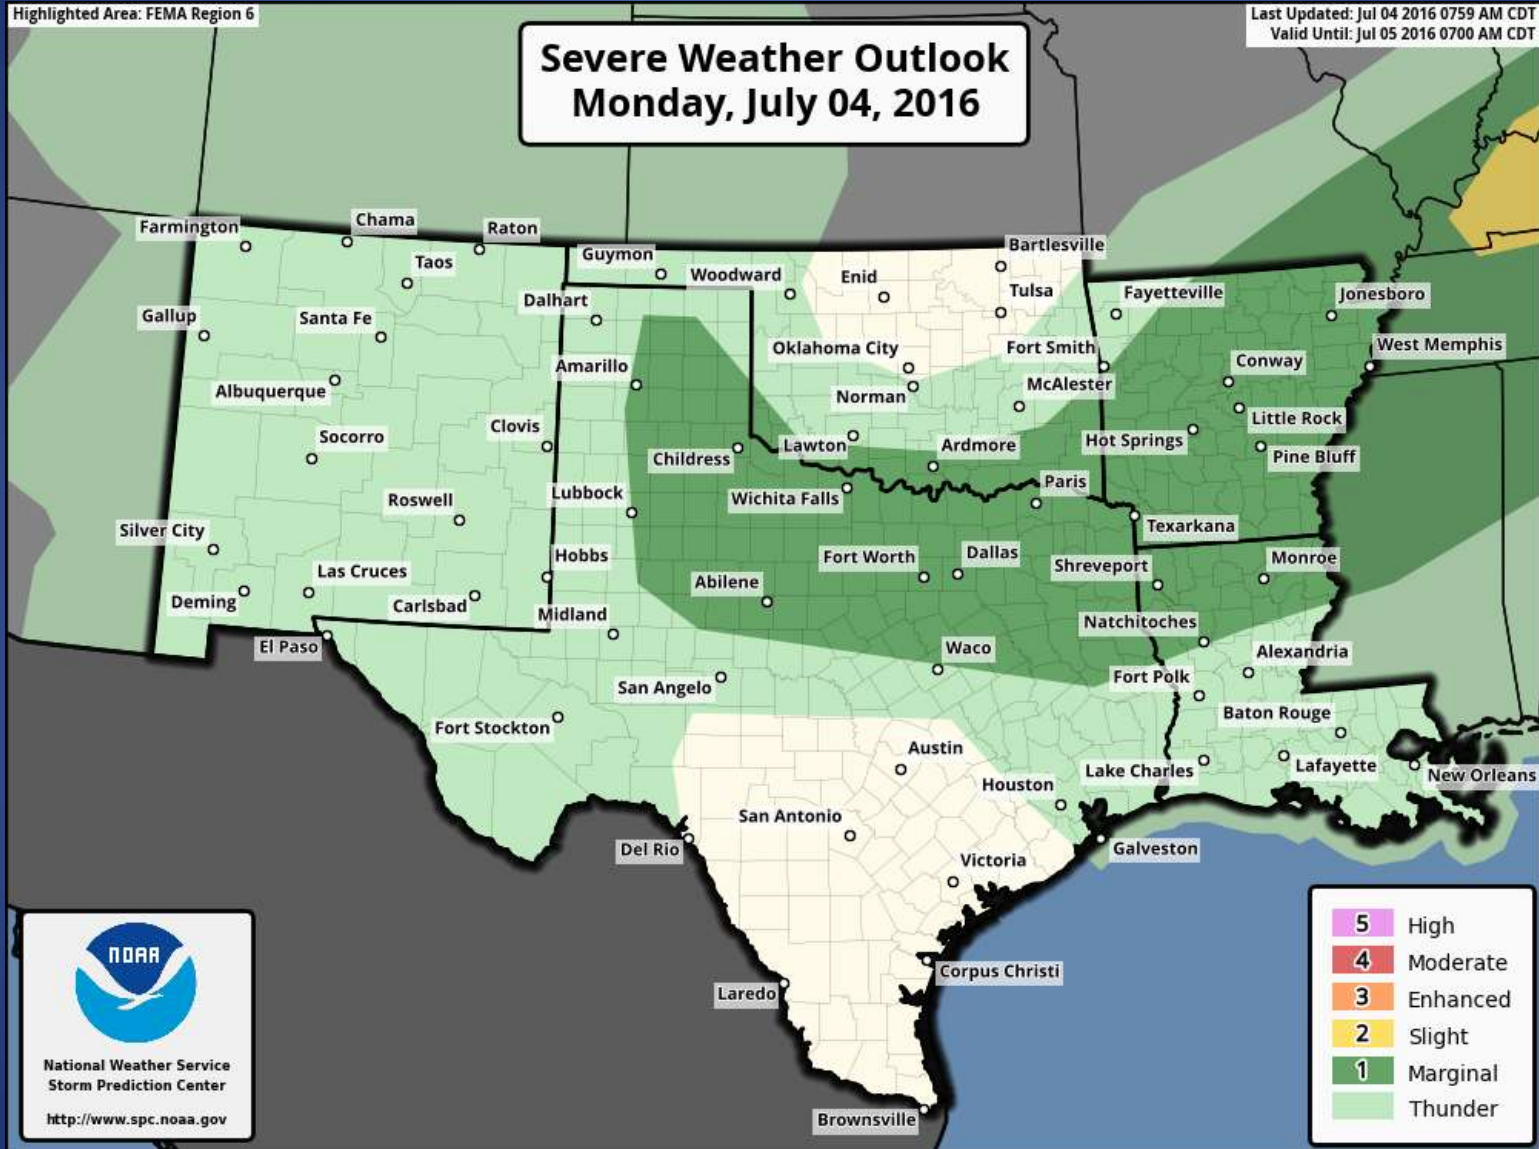 Highlighted Area: FEMA Region 6
Last Updated: Jul 04 2016 0759 AM CDT
Valid Until: Jul 05 2016 0700 AM CDT
Severe Weather Outlook
Monday, July 04, 2016
Farmington
Chama
Raton
Taos
Guymon
Woodward
Enid
Bartlesville
Tulsa
Fayetteville
Jonesboro
Gallup
Santa Fe
Dalhart
Oklahoma City
Fort Smith
West Memphis
Albuquerque
Amarillo
Norman
McAlester
Conway
Little Rock
Socorro
Clovis
Childress
Lawton
Ardmore
Hot Springs
Pine Bluff
Roswell
Lubbock
Wichita Falls
Paris
Texarkana
Silver City
Hobbs
Fort Worth
Dallas
Shreveport
Monroe
Las Cruces
Deming
Carlsbad
Midland
Abilene
Natchitoches
El Paso
San Angelo
Waco
Fort Polk
Alexandria
Fort Stockton
Austin
Baton Rouge
Houston
Lake Charles
Lafayette
New Orleans
San Antonio
Del Rio
Victoria
Galveston
Laredo
Corpus Christi
Brownsville
NOAA
National Weather Service
Storm Prediction Center
http://www.spc.noaa.gov
5 High
4 Moderate
3 Enhanced
2 Slight
1 Marginal
Thunder